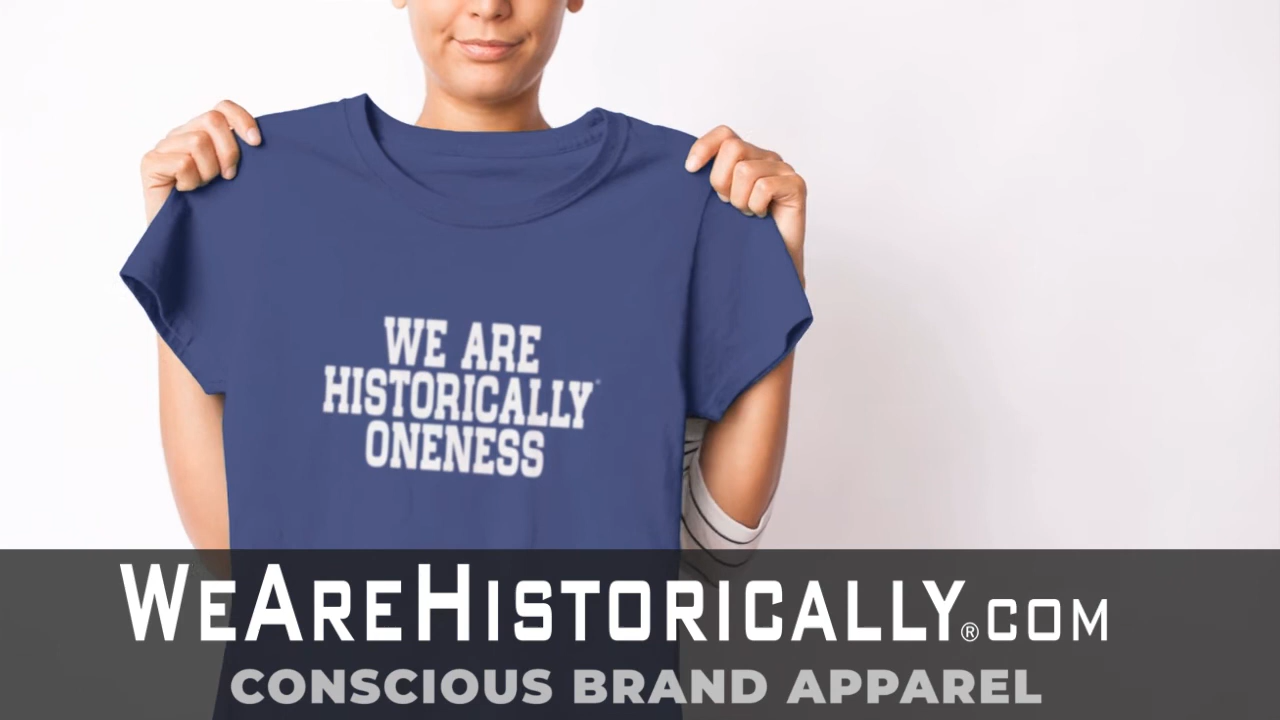 WE ARE
HISTORICALLY®
ONENESS
WEAREHISTORICALLY®.COM
CONSCIOUS BRAND APPAREL